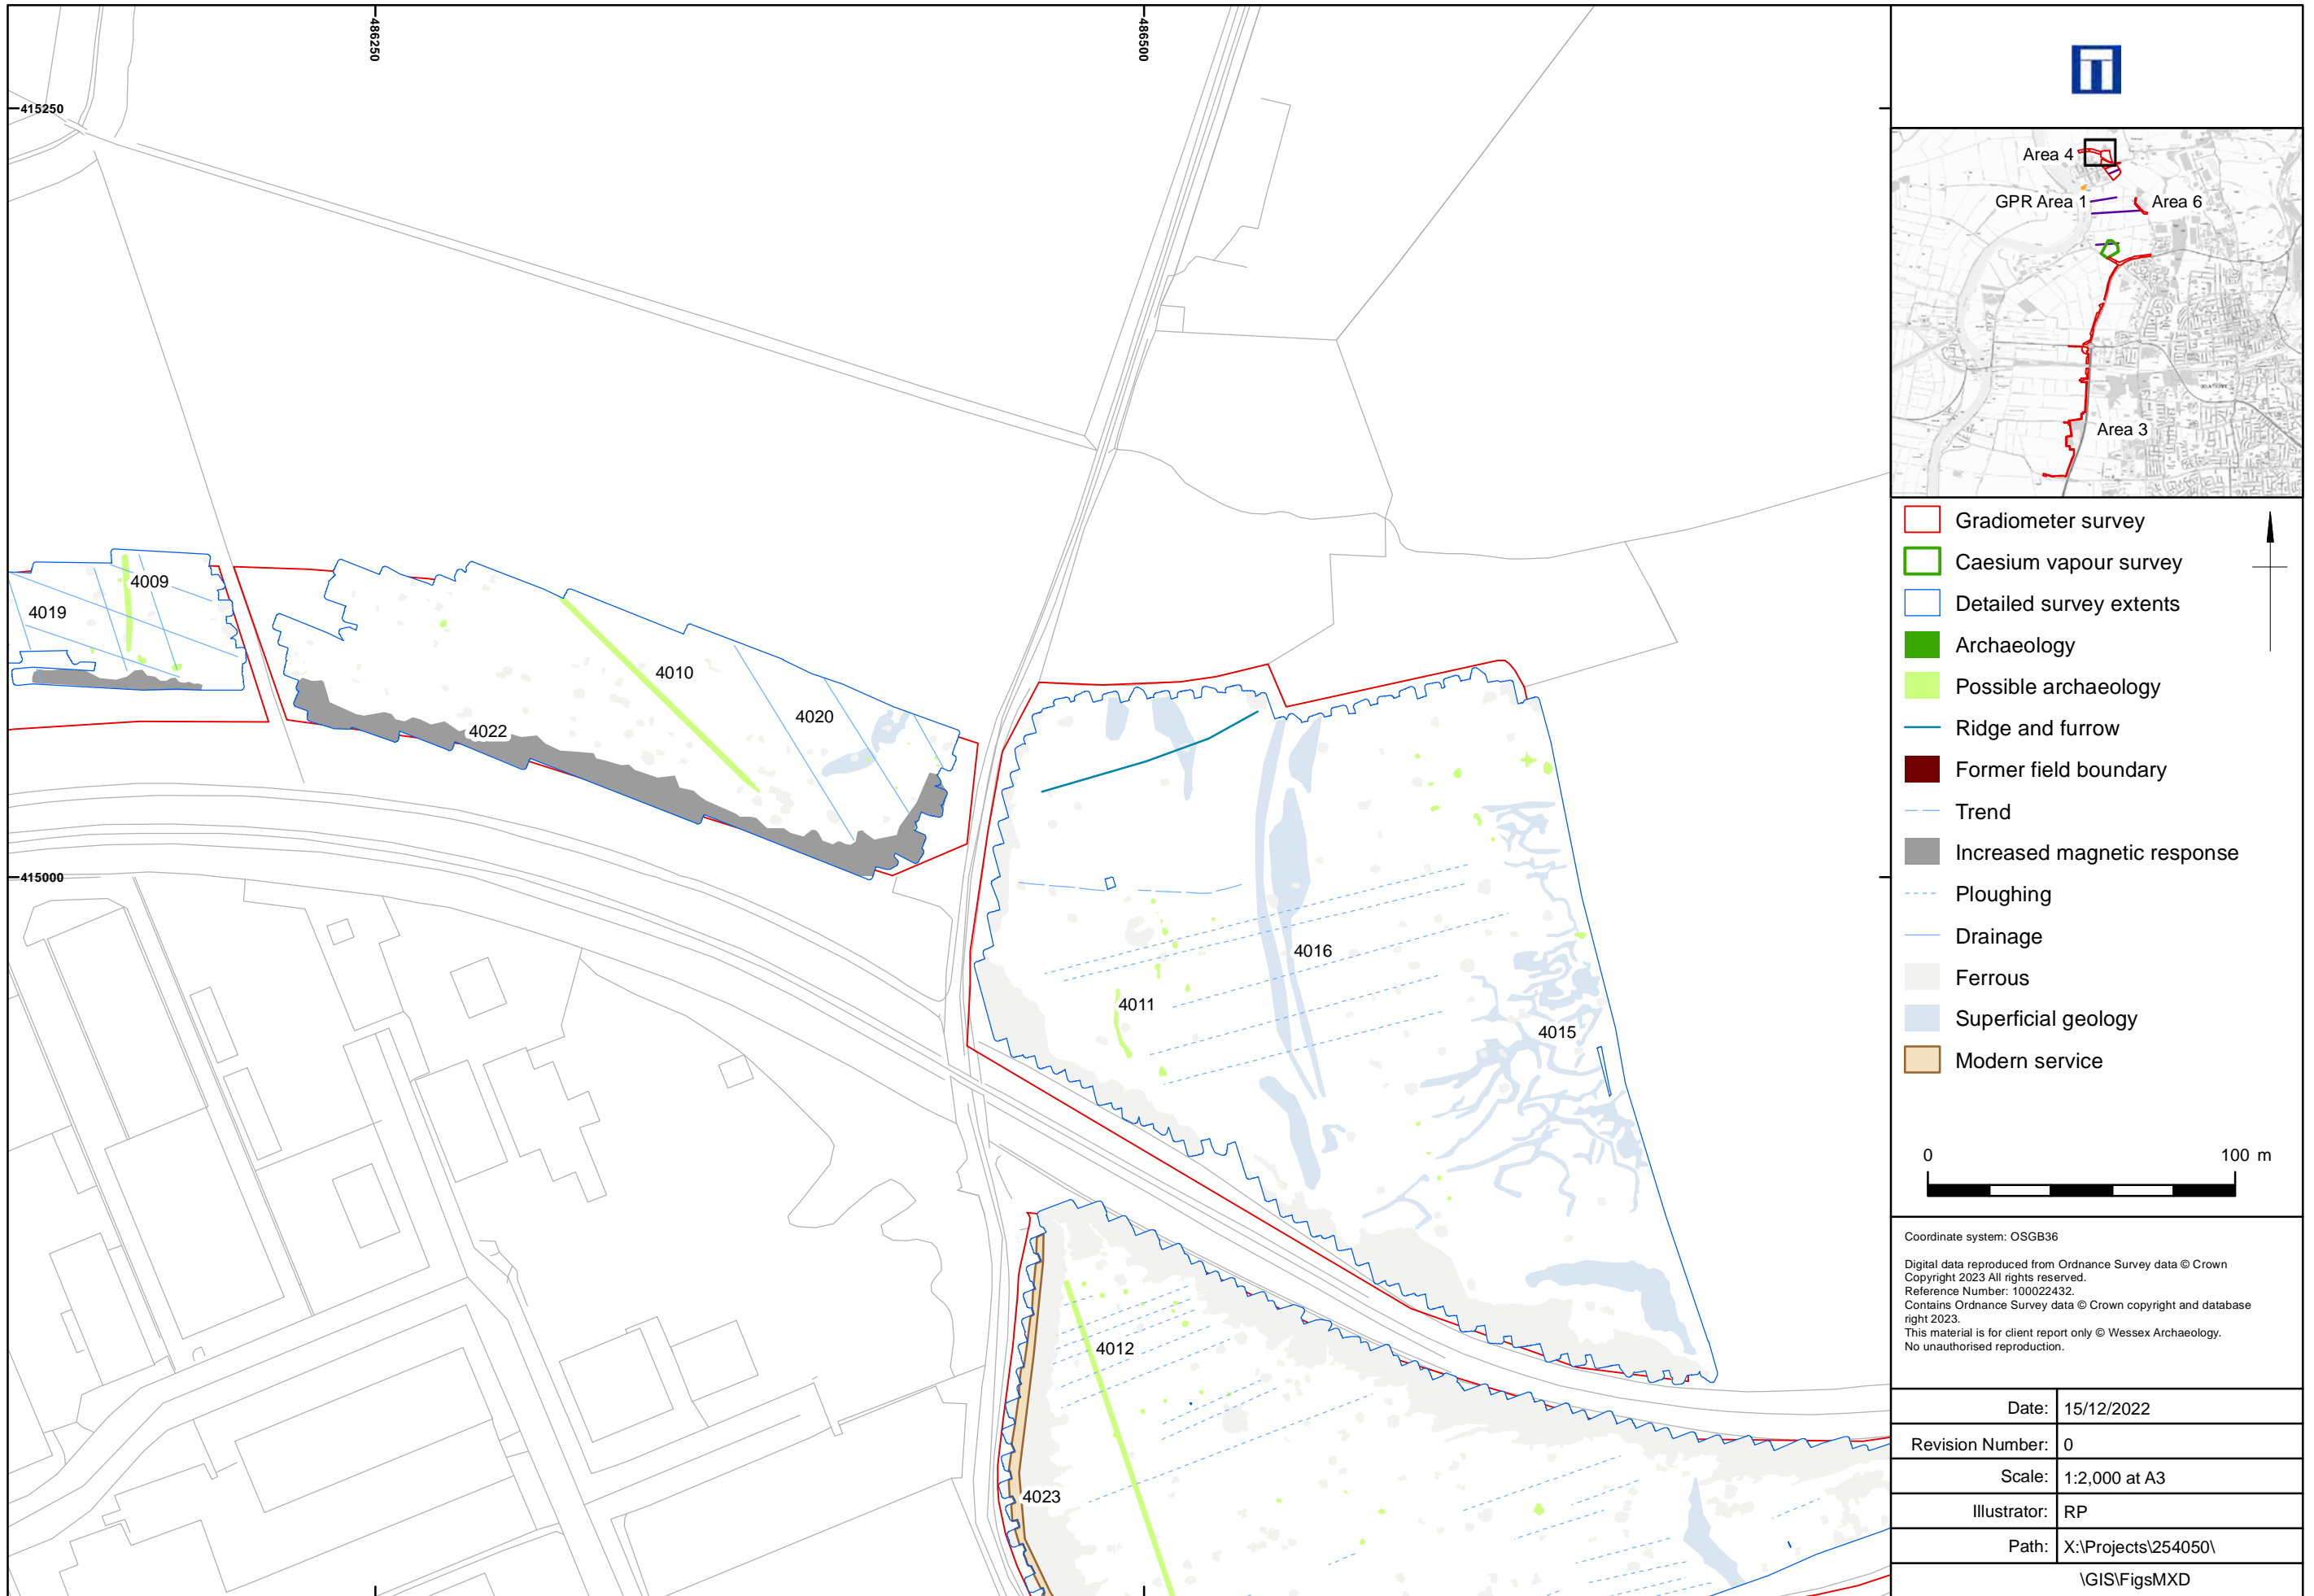 486250
486500
415250
415000
4009
4019
4010
4020
4022
4016
4011
4015
4012
4023
Area 4
GPR Area 1
Area 6
Area 3
Gradiometer survey
Caesium vapour survey
Detailed survey extents
Archaeology
Possible archaeology
Ridge and furrow
Former field boundary
Trend
Increased magnetic response
Ploughing
Drainage
Ferrous
Superficial geology
Modern service
0 100 m
Coordinate system: OSGB36
Digital data reproduced from Ordnance Survey data © Crown
Copyright 2023 All rights reserved.
Reference Number: 100022432.
Contains Ordnance Survey data © Crown copyright and database
right 2023.
This material is for client report only © Wessex Archaeology.
No unauthorised reproduction.
Date: 15/12/2022
Revision Number: 0
Scale: 1:2,000 at A3
Illustrator: RP
Path: X:\Projects\254050\
\GIS\FigsMXD